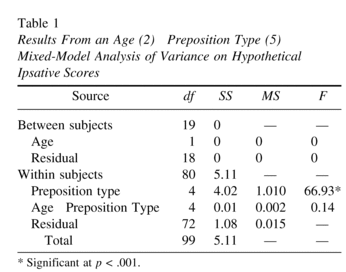 Table 1
Results From an Age (2) Preposition Type (5)
Mixed-Model Analysis of Variance on Hypothetical
Ipsative Scores
Source df SS MS F
Between subjects 19 0 — —
Age 1 0 0 0
Residual 18 0 0 0
Within subjects 80 5.11 — —
Preposition type 4 4.02 1.010 66.93*
Age Preposition Type 4 0.01 0.002 0.14
Residual 72 1.08 0.015 —
Total 99 5.11 — —
* Significant at p < .001.